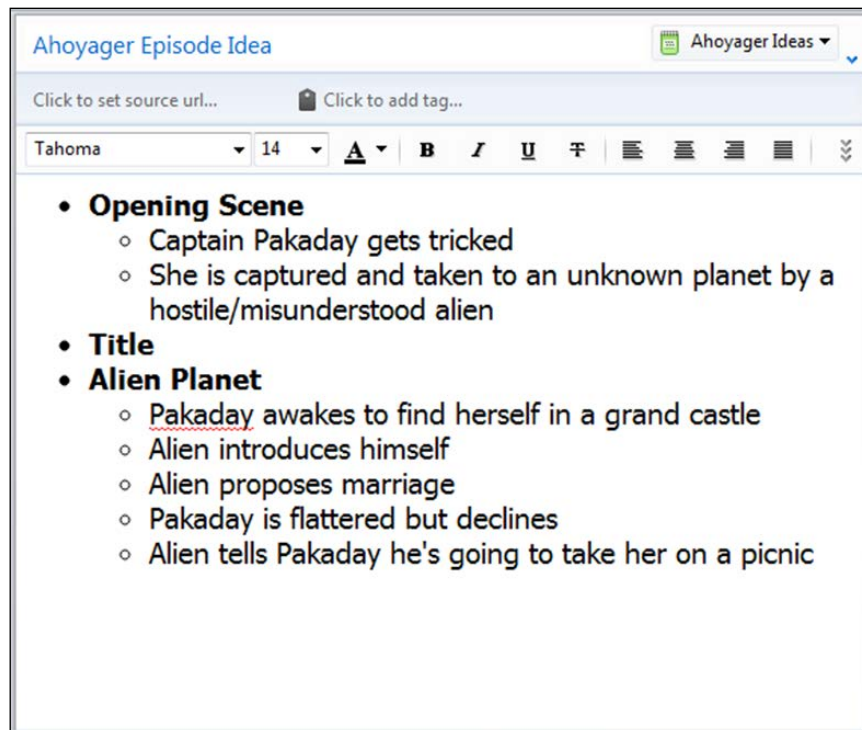 Ahoyager Episode Idea
Ahoyager Ideas
Click to set source url...
Click to add tag...
Tahoma
14
A
B
I
U
T
• Opening Scene
○ Captain Pakaday gets tricked
○ She is captured and taken to an unknown planet by a
hostile/misunderstood alien
• Title
• Alien Planet
○ Pakaday awakes to find herself in a grand castle
○ Alien introduces himself
○ Alien proposes marriage
○ Pakaday is flattered but declines
○ Alien tells Pakaday he's going to take her on a picnic